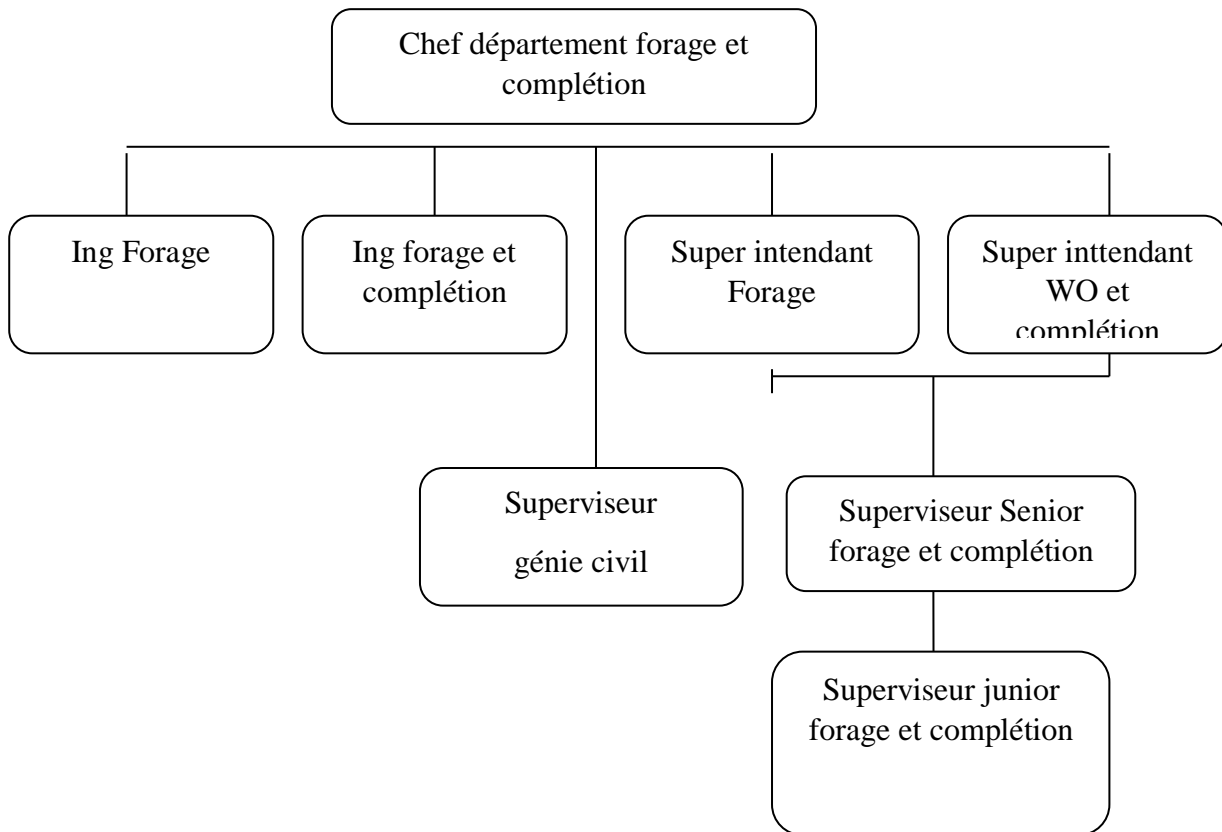 Chef département forage et
complétion
Ing Forage
Ing forage et
complétion
Super intendant
Forage
Super inttendant
WO et
complétion
Superviseur
génie civil
Superviseur Senior
forage et complétion
Superviseur junior
forage et complétion